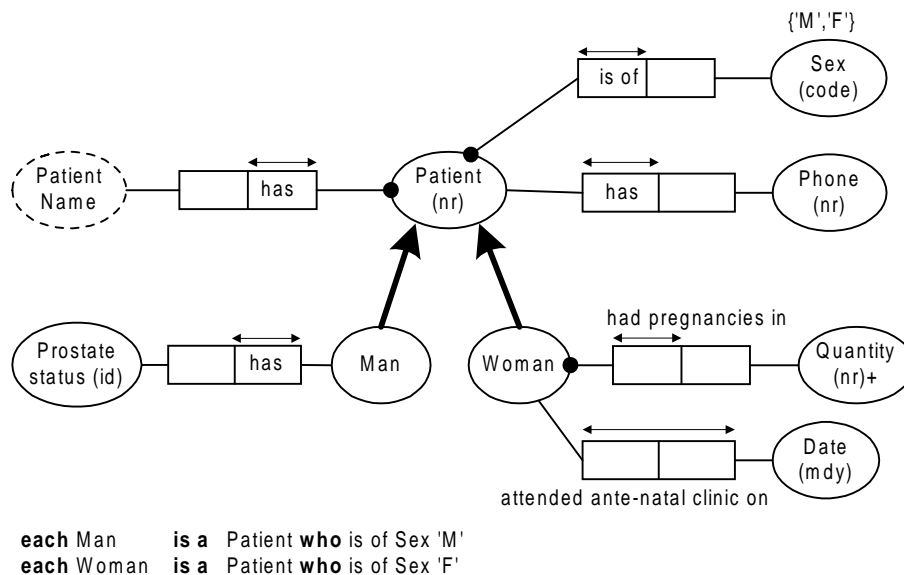 {'M','F'}
is of
Sex
(code)
Patient
Name
has
Patient
(nr)
has
Phone
(nr)
Prostate
status (id)
has
Man
Woman
had pregnancies in
Quantity
(nr)+
Date
(mdy)
attended ante-natal clinic on
each Man is a Patient who is of Sex 'M'
each Woman is a Patient who is of Sex 'F'